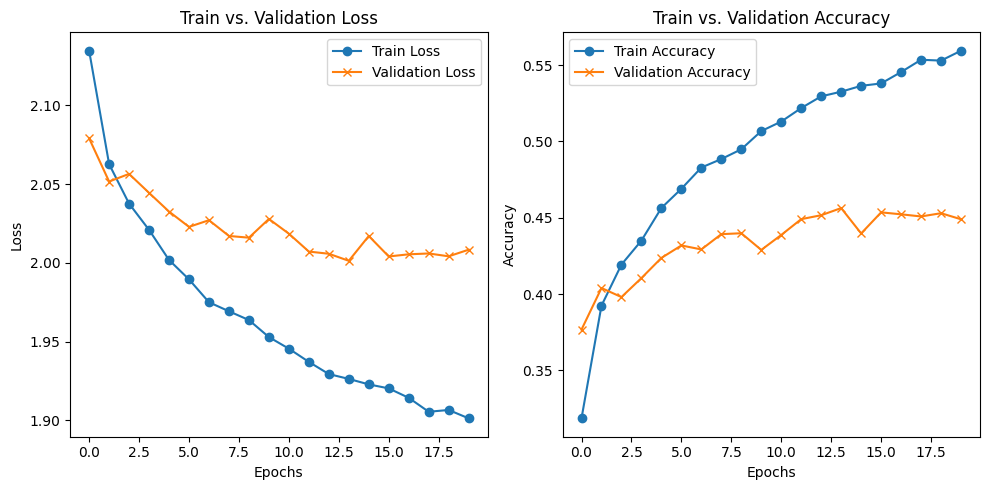 Train vs. Validation Loss
Train Loss
Validation Loss
2.10
2.05
2.00
1.95
1.90
Loss
0.0 2.5 5.0 7.5 10.0 12.5 15.0 17.5
Epochs
Train vs. Validation Accuracy
Train Accuracy
Validation Accuracy
0.55
0.50
0.45
0.40
0.35
Accuracy
0.0 2.5 5.0 7.5 10.0 12.5 15.0 17.5
Epochs